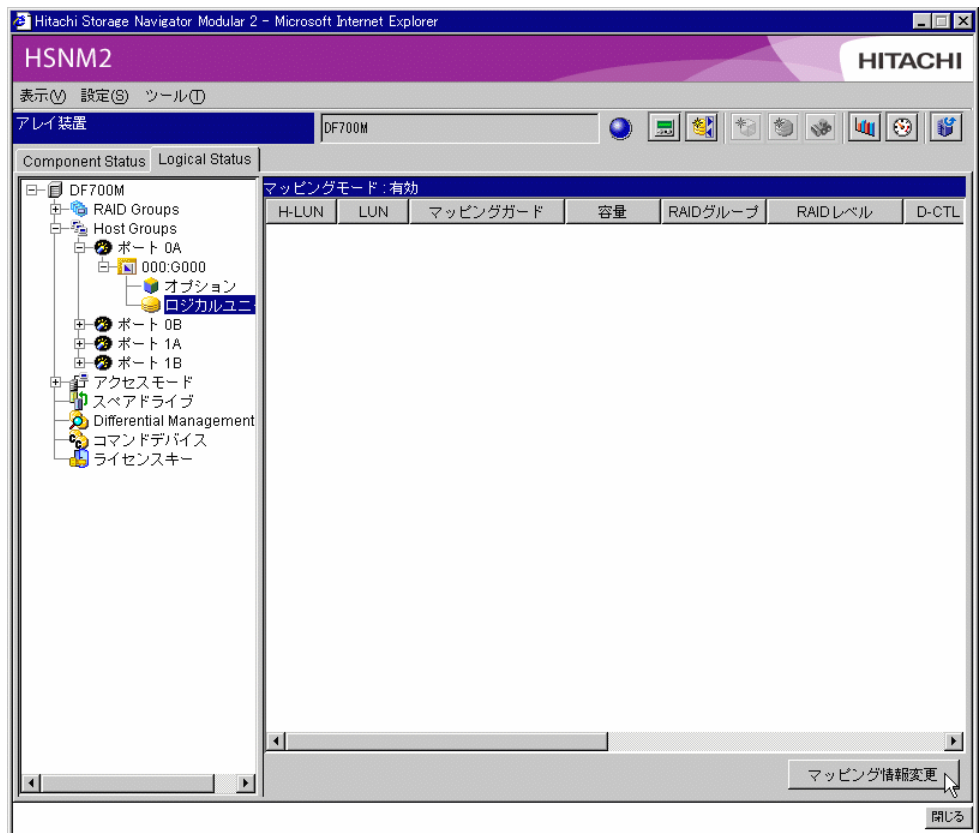 Hitachi Storage Navigator Modular 2 - Microsoft Internet Explorer
HSNM2
HITACHI
表示(V) 設定(S) ツール(T)
アレイ装置
DF700M
Component Status
Logical Status
DF700M
RAID Groups
Host Groups
ポート 0A
000:G000
オプション
ロジカルユニ
ポート 0B
ポート 1A
ポート 1B
アクセスモード
スペアドライブ
Differential Management
コマンドデバイス
ライセンスキー
マッピングモード : 有効
H-LUN LUN マッピングガード 容量 RAIDグループ RAIDレベル D-CTL
マッピング情報変更
閉じる